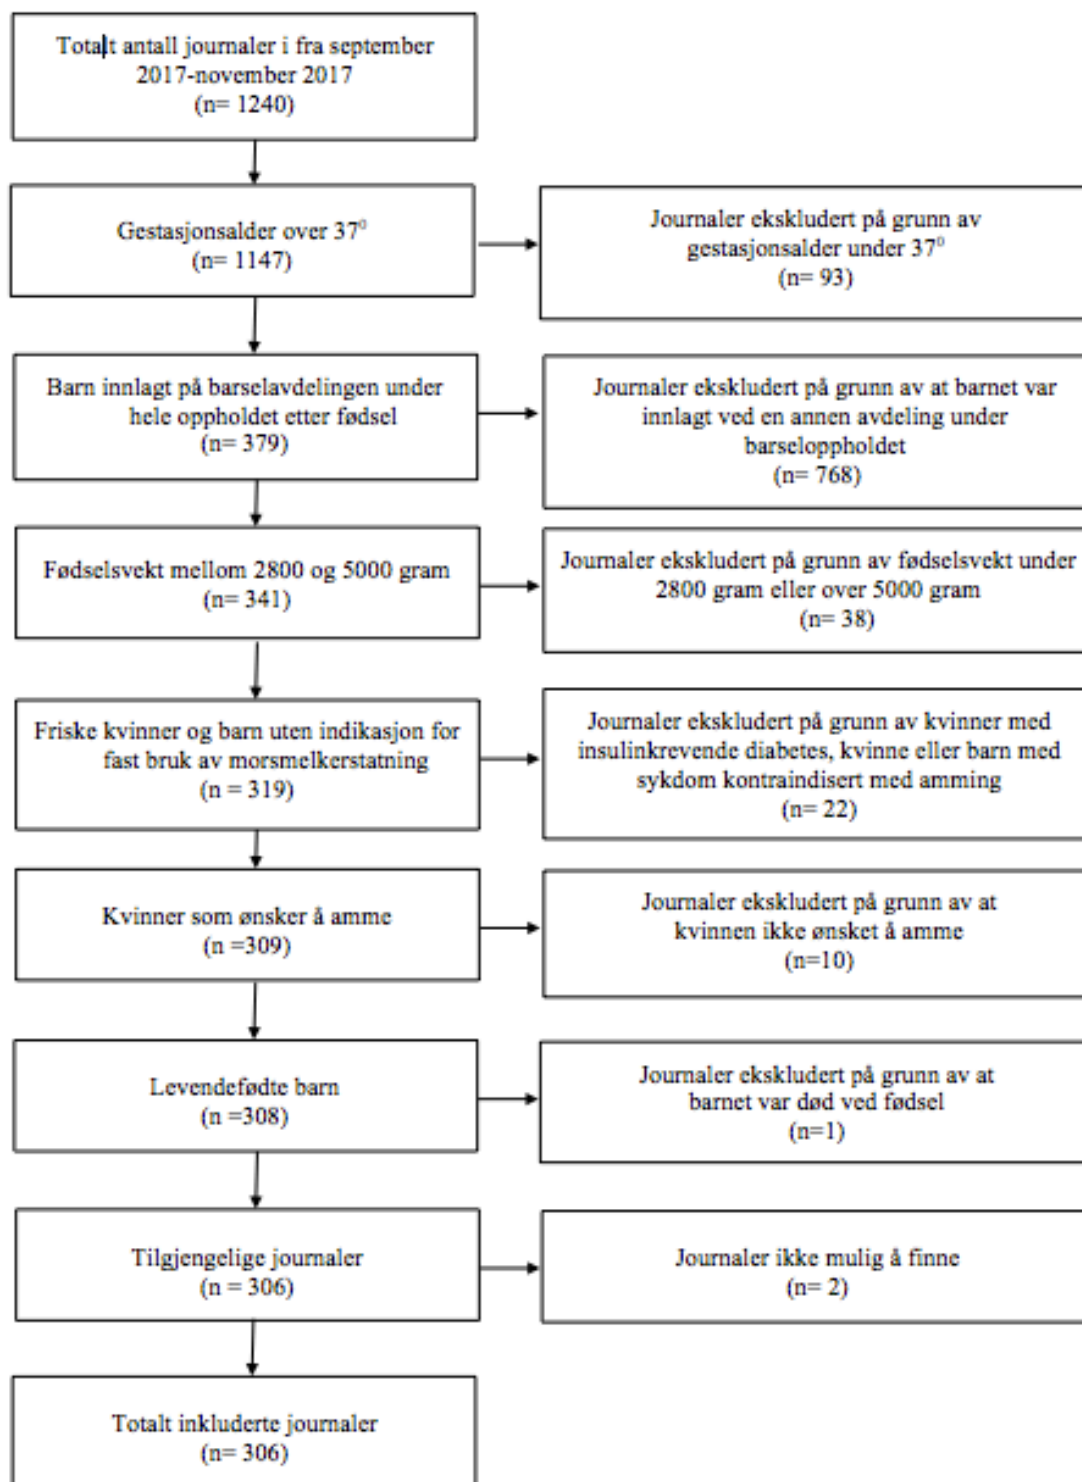 Totalt antall journaler i fra september
2017-november 2017
(n= 1240)
Gestasjonsalder over 37⁰
(n= 1147)
Journaler ekskludert på grunn av
gestasjonsalder under 37⁰
(n= 93)
Barn innlagt på barselavdelingen under
hele oppholdet etter fødsel
(n= 379)
Journaler ekskludert på grunn av at barnet var
innlagt ved en annen avdeling under
barseloppholdet
(n= 768)
Fødselsvekt mellom 2800 og 5000 gram
(n= 341)
Journaler ekskludert på grunn av fødselsvekt under
2800 gram eller over 5000 gram
(n= 38)
Friske kvinner og barn uten indikasjon for
fast bruk av morsmelkerstatning
(n = 319)
Journaler ekskludert på grunn av kvinner med
insulinkrevende diabetes, kvinne eller barn med
sykdom kontraindisert med amming
(n= 22)
Kvinner som ønsker å amme
(n =309)
Journaler ekskludert på grunn av at
kvinnen ikke ønsket å amme
(n=10)
Levendefødte barn
(n =308)
Journaler ekskludert på grunn av at
barnet var død ved fødsel
(n=1)
Tilgjengelige journaler
(n = 306)
Journaler ikke mulig å finne
(n= 2)
Totalt inkluderte journaler
(n= 306)